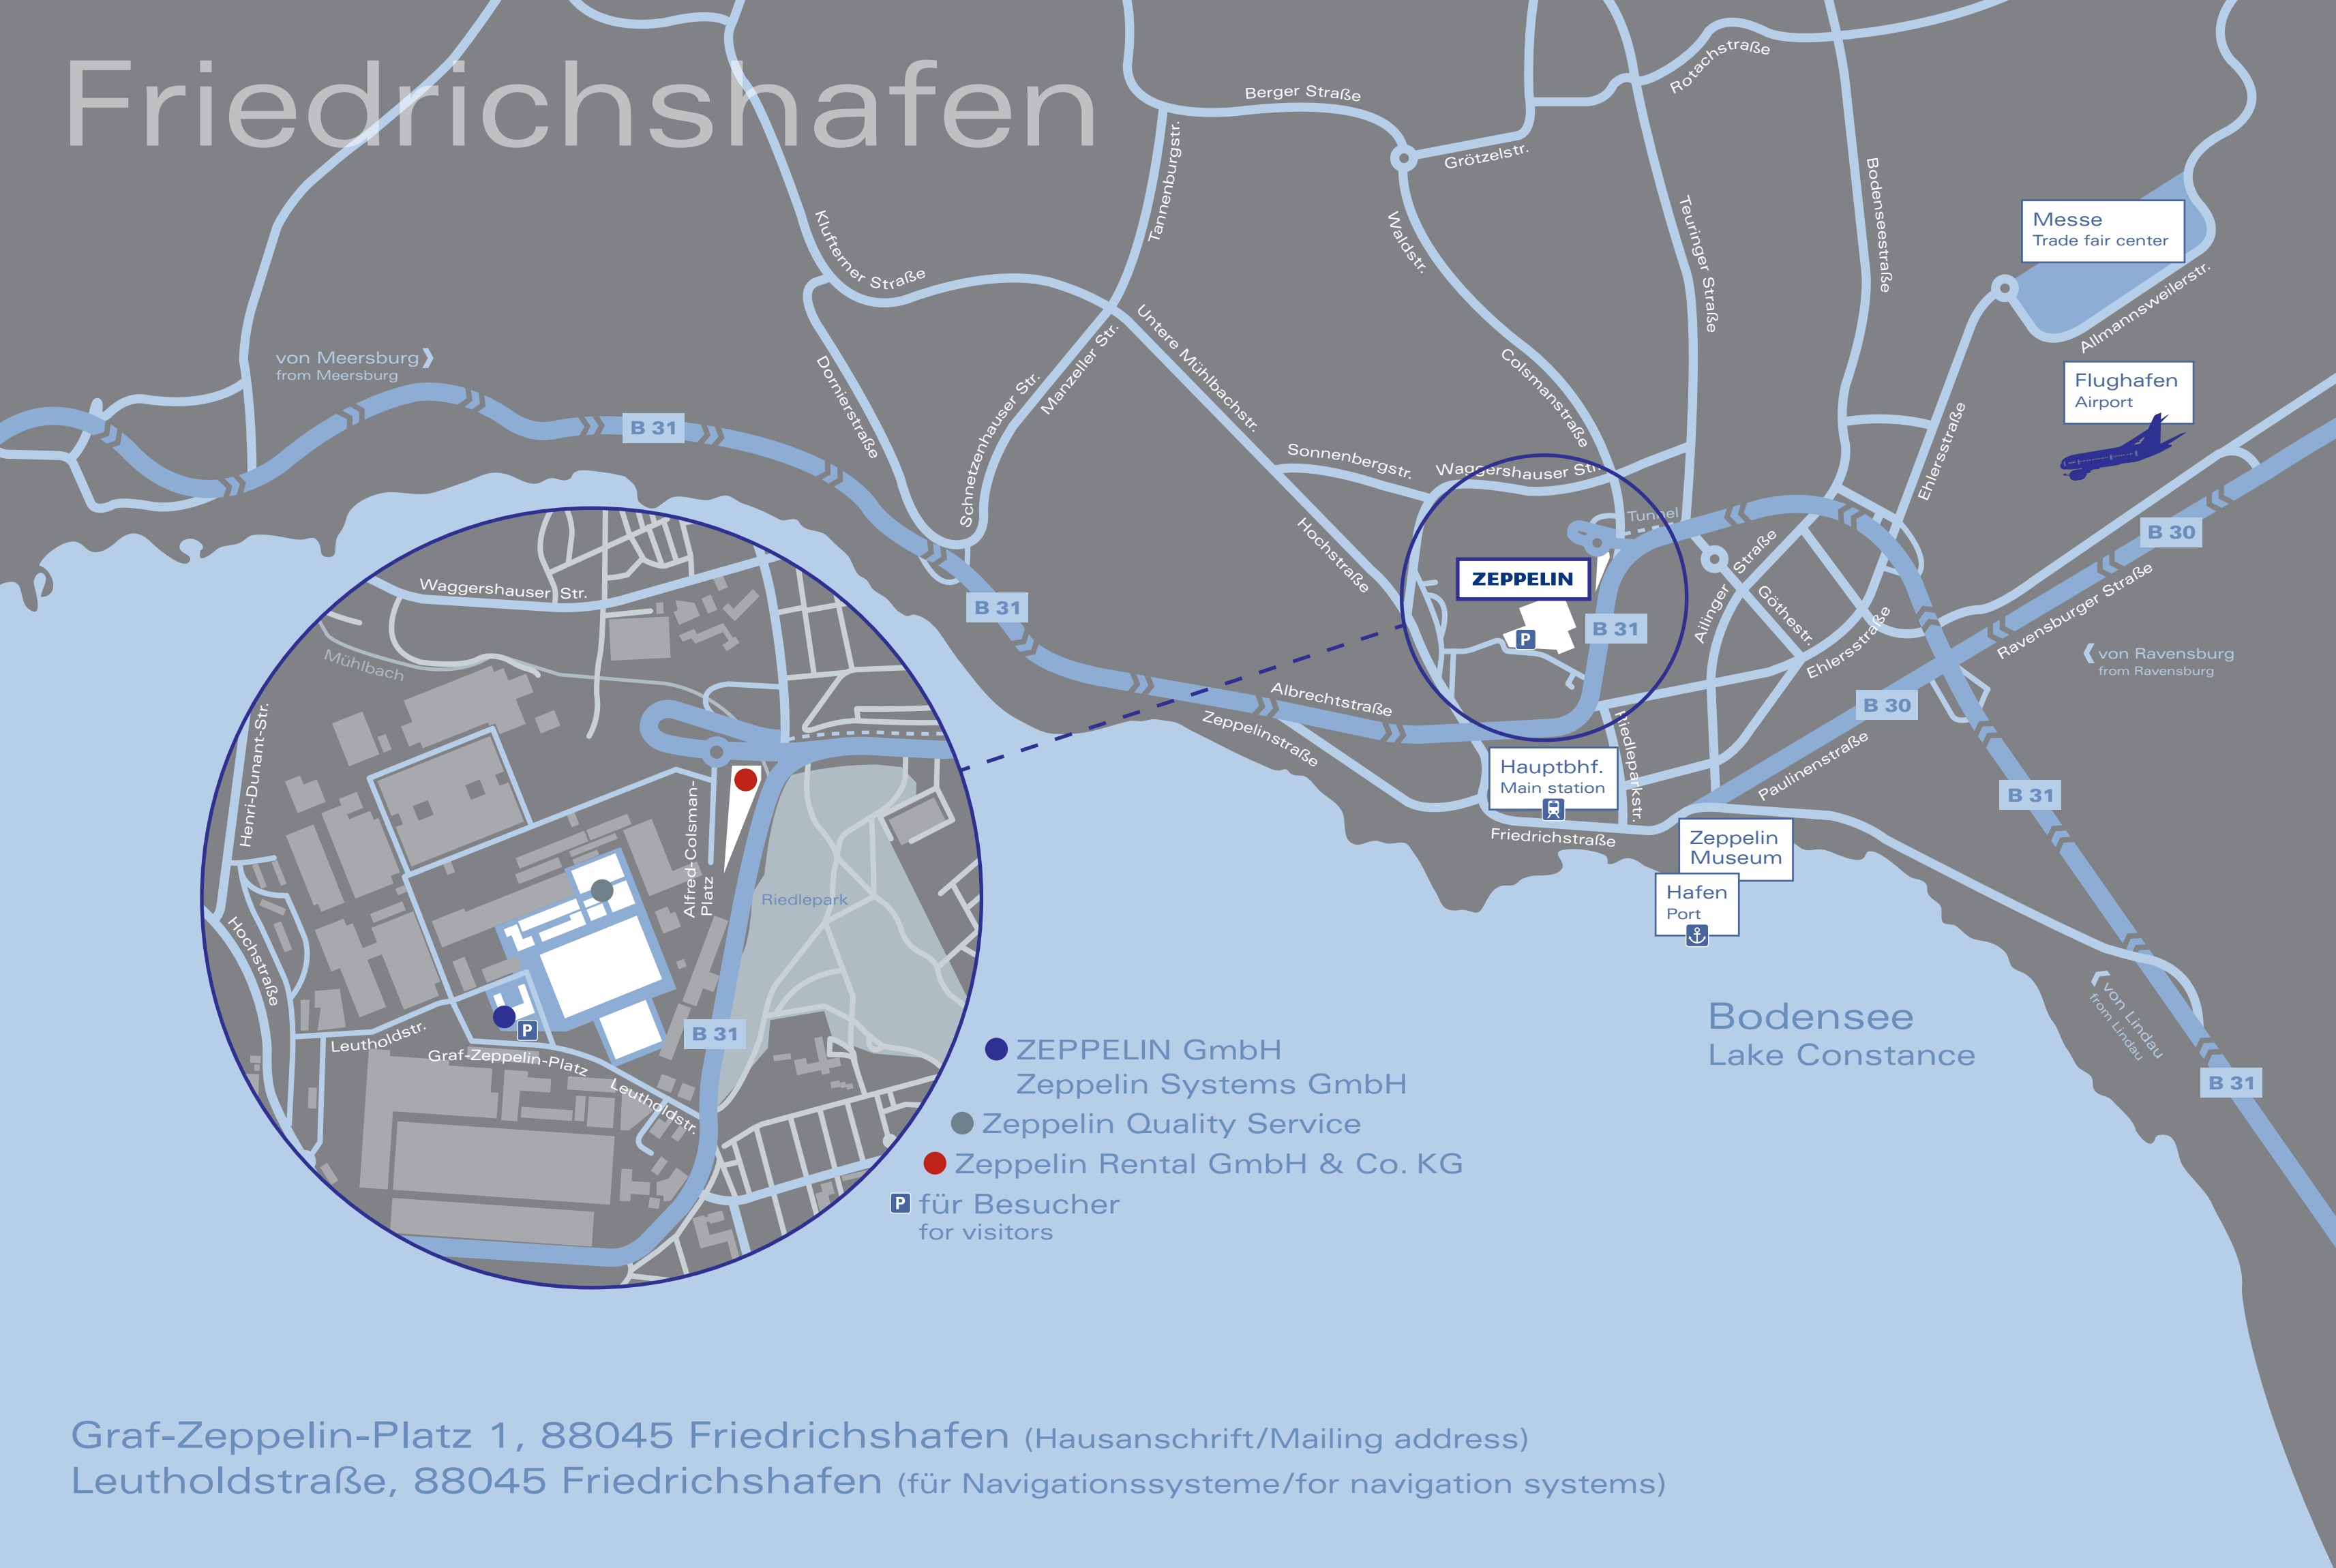 Friedrichshafen
Berger Straße
Rotachstraße
Grötzelstr.
Tannenburgstr.
Klufterner Straße
Waldstr.
Teuringer Straße
Bodenseestraße
Messe
Trade fair center
Allmannsweilerstr.
von Meersburg
from Meersburg
B 31
Dornierstraße
Schnetzenhauser Str.
Manzeller Str.
Untere Mühlbachstr.
Colsmanstraße
Ehlersstraße
Flughafen
Airport
Sonnenbergstr.
Waggershauser Str.
Tunnel
Hochstraße
ZEPPELIN
P
B 31
B 31
Ailinger Straße
Göthestr.
Ehlersstraße
B 30
Ravensburger Straße
von Ravensburg
from Ravensburg
B 30
Albrechtstraße
Zeppelinstraße
Riedleparkstr.
Paulinenstraße
Hauptbhf.
Main station
Friedrichstraße
Zeppelin
Museum
Hafen
Port
B 31
von Lindau
from Lindau
B 31
Bodensee
Lake Constance
Waggershauser Str.
Mühlbach
Henri-Dunant-Str.
Alfred-Colsman-
Platz
Riedlepark
Hochstraße
P
Leutholdstr.
Graf-Zeppelin-Platz
Leutholdstr.
B 31
ZEPPELIN GmbH
Zeppelin Systems GmbH
Zeppelin Quality Service
Zeppelin Rental GmbH & Co. KG
P für Besucher
for visitors
Graf-Zeppelin-Platz 1, 88045 Friedrichshafen (Hausanschrift/Mailing address)
Leutholdstraße, 88045 Friedrichshafen (für Navigationssysteme/for navigation systems)